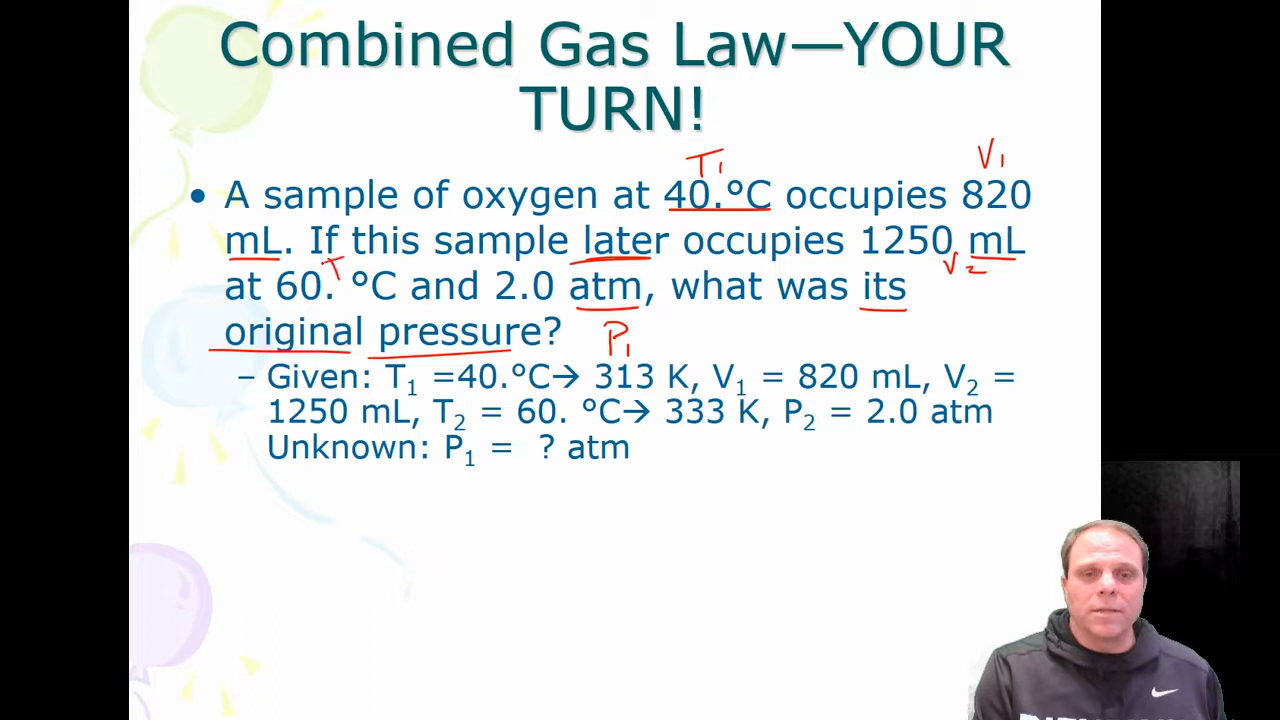 Combined Gas Law—YOUR
TURN!
T₁
V₁
• A sample of oxygen at 40.°C occupies 820
mL. If this sample later occupies 1250 mL
T
V₂
at 60. °C and 2.0 atm, what was its
original pressure?
P₁
– Given: T₁ =40.°C→ 313 K, V₁ = 820 mL, V₂ =
1250 mL, T₂ = 60. °C→ 333 K, P₂ = 2.0 atm
Unknown: P₁ = ? atm